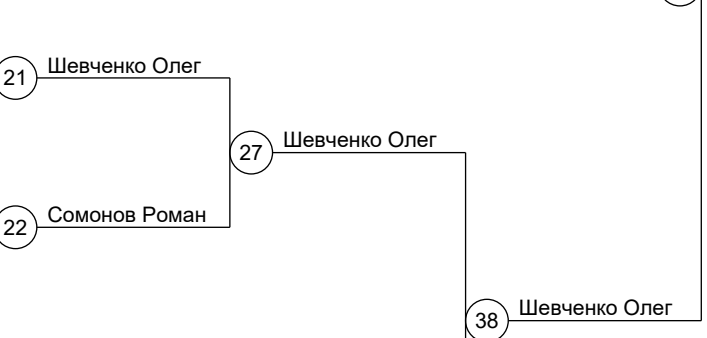 21 Шевченко Олег
27 Шевченко Олег
22 Сомонов Роман
38 Шевченко Олег